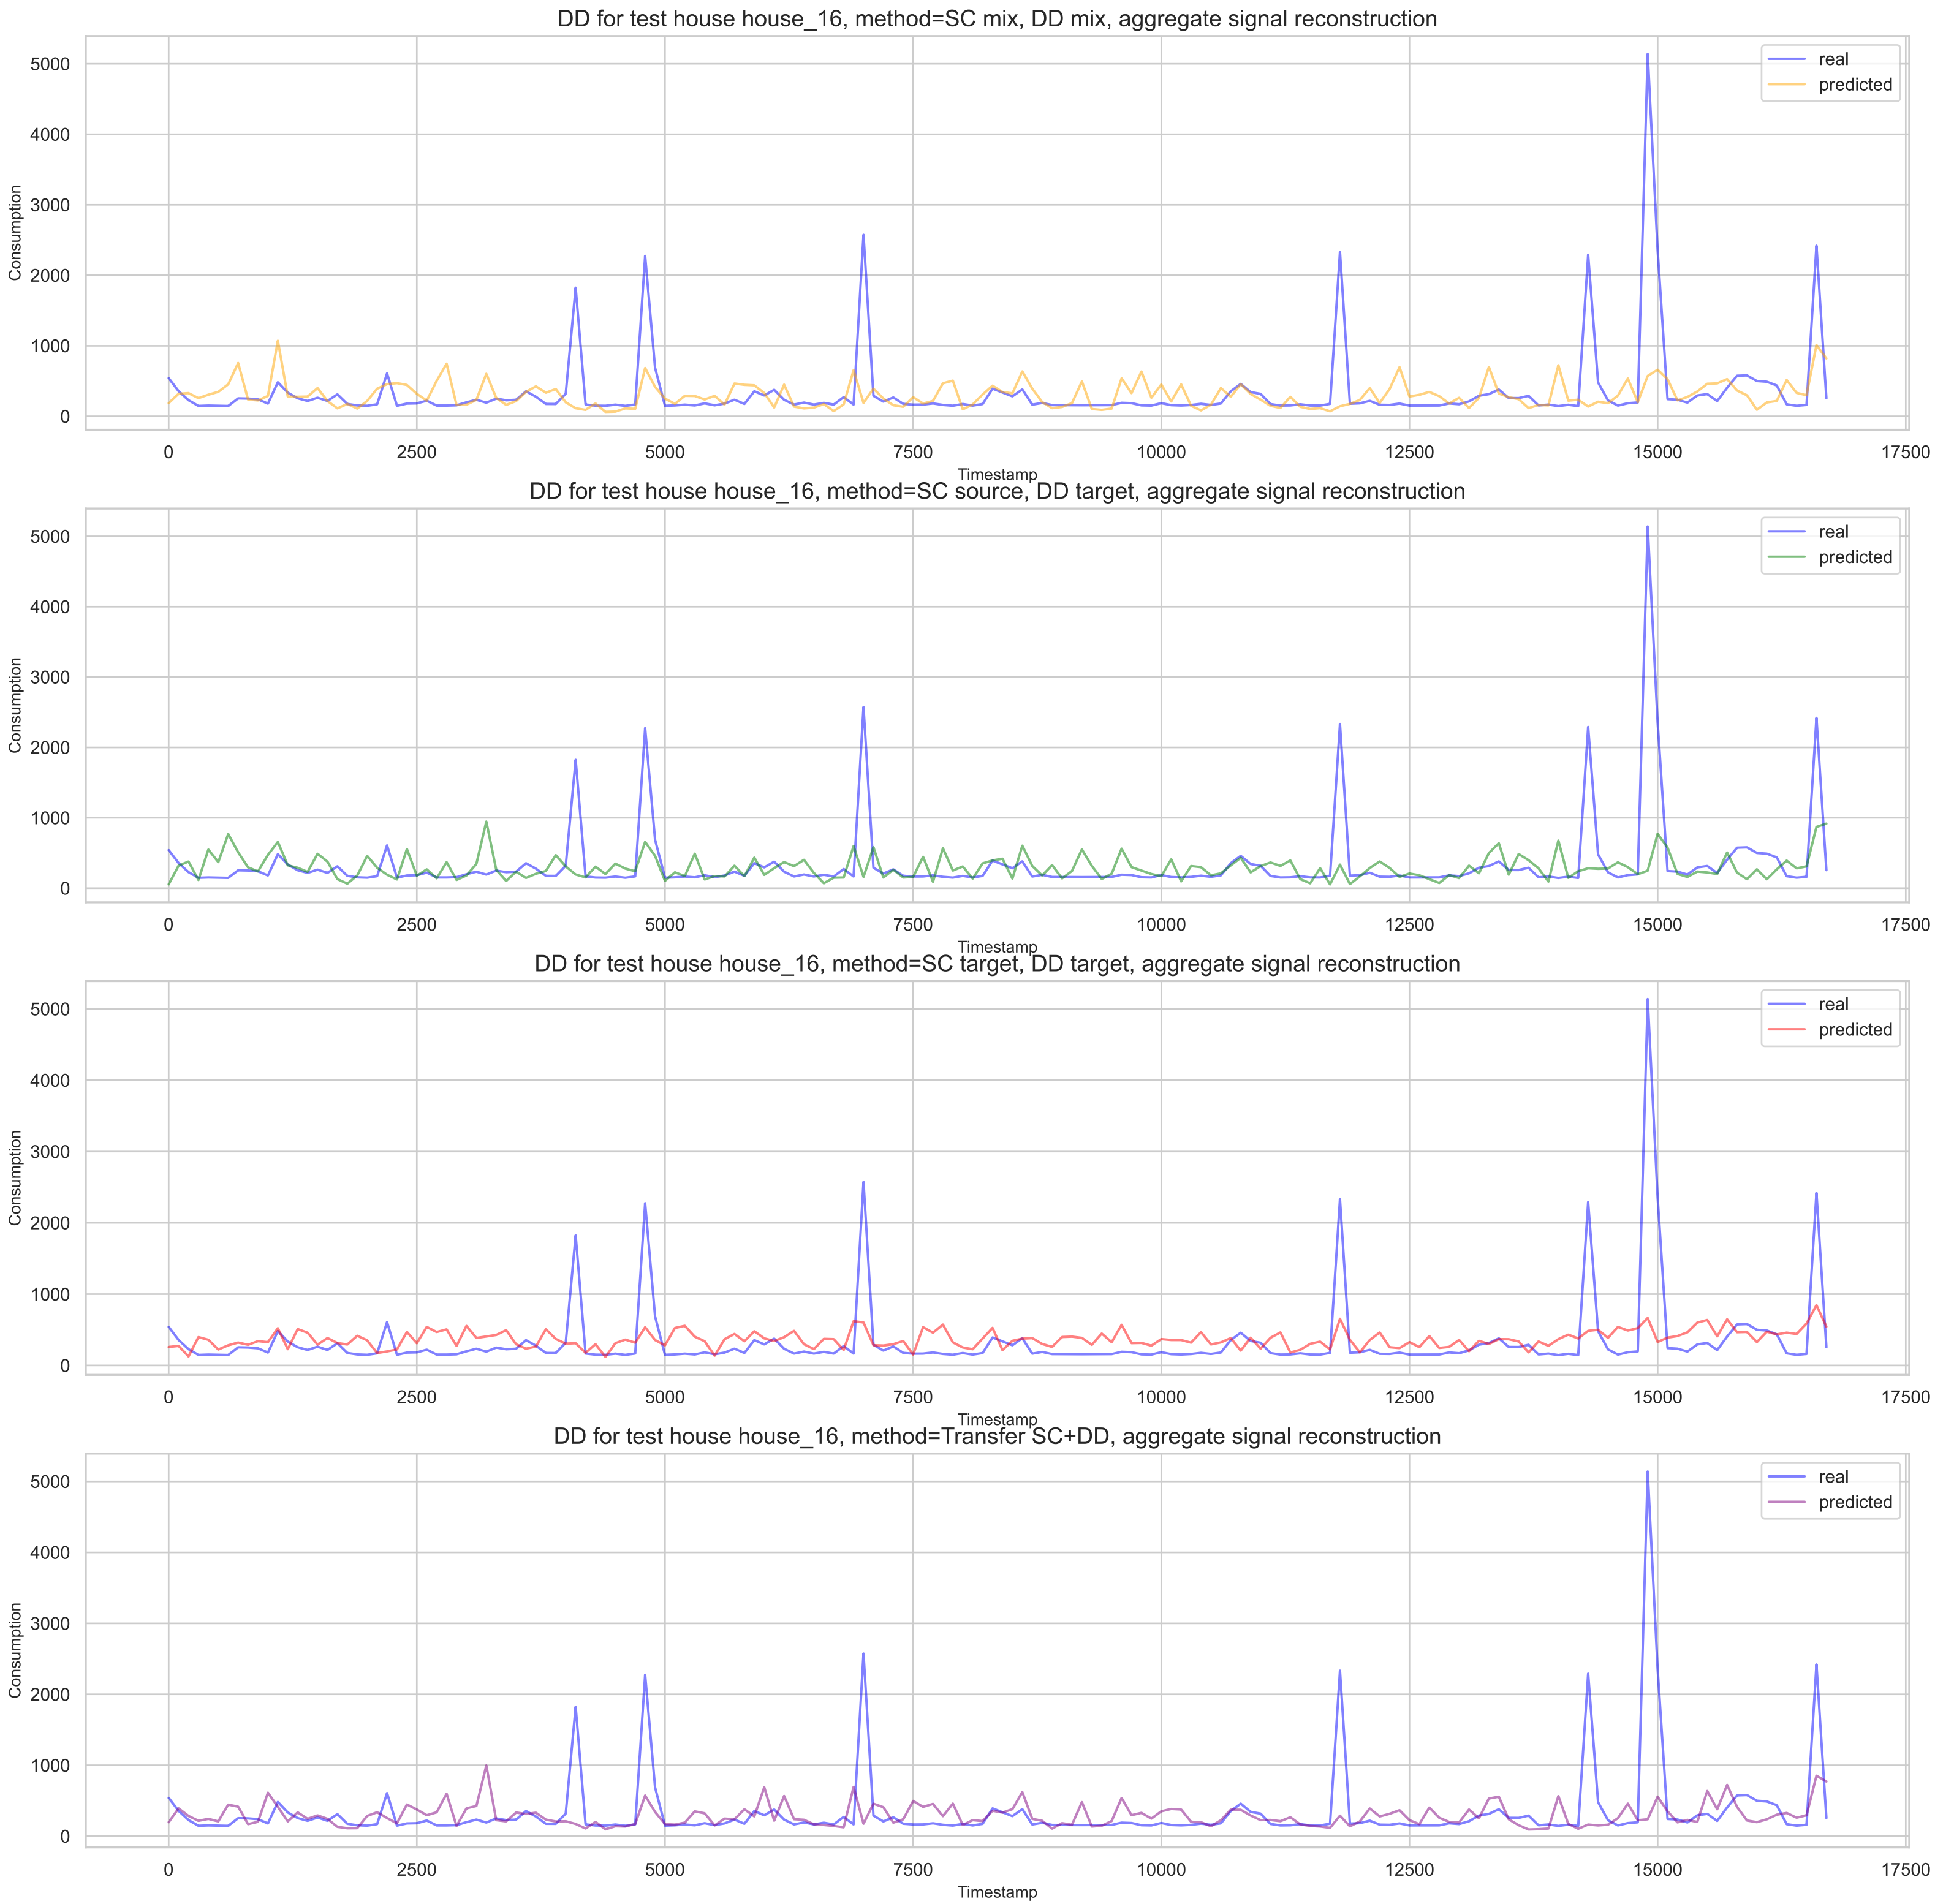 DD for test house house_16, method=SC mix, DD mix, aggregate signal reconstruction
real
predicted
5000
4000
3000
2000
1000
0
Consumption
0 2500 5000 7500 10000 12500 15000 17500
Timestamp
DD for test house house_16, method=SC source, DD target, aggregate signal reconstruction
real
predicted
5000
4000
3000
2000
1000
0
Consumption
0 2500 5000 7500 10000 12500 15000 17500
Timestamp
DD for test house house_16, method=SC target, DD target, aggregate signal reconstruction
real
predicted
5000
4000
3000
2000
1000
0
Consumption
0 2500 5000 7500 10000 12500 15000 17500
Timestamp
DD for test house house_16, method=Transfer SC+DD, aggregate signal reconstruction
real
predicted
5000
4000
3000
2000
1000
0
Consumption
0 2500 5000 7500 10000 12500 15000 17500
Timestamp